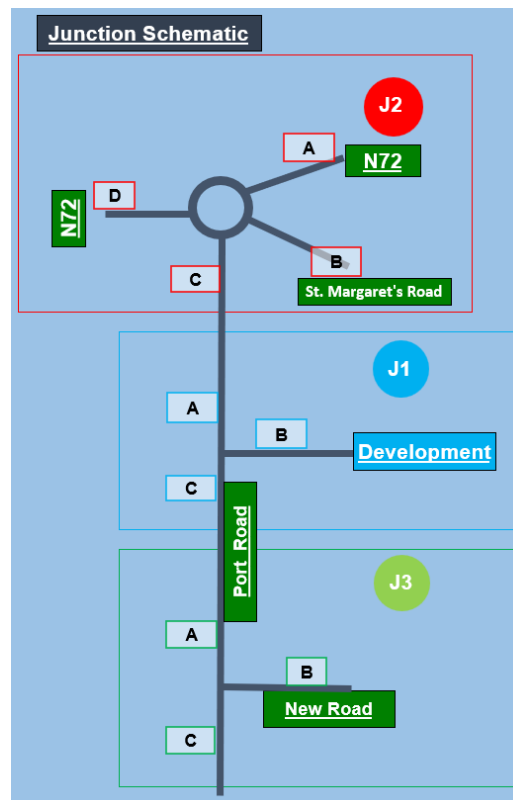 Junction Schematic
J2
A
N72
D
N72
B
C
St. Margaret's Road
J1
A
B
Development
C
Port Road
J3
A
B
New Road
C